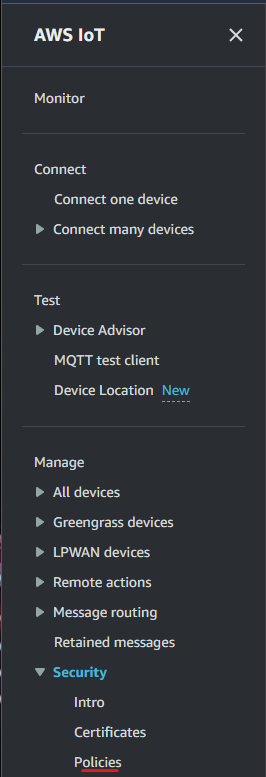 AWS IoT
Monitor
Connect
Connect one device
Connect many devices
Test
Device Advisor
MQTT test client
Device Location New
Manage
All devices
Greengrass devices
LPWAN devices
Remote actions
Message routing
Retained messages
Security
Intro
Certificates
Policies